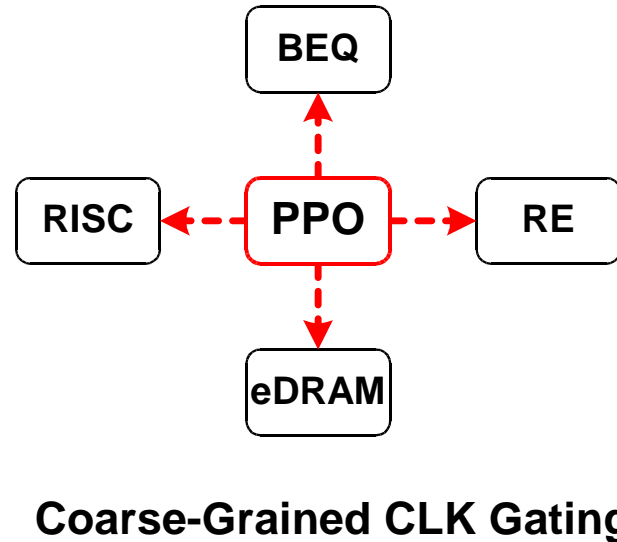 BEQ
RISC
PPO
RE
eDRAM
Coarse-Grained CLK Gating